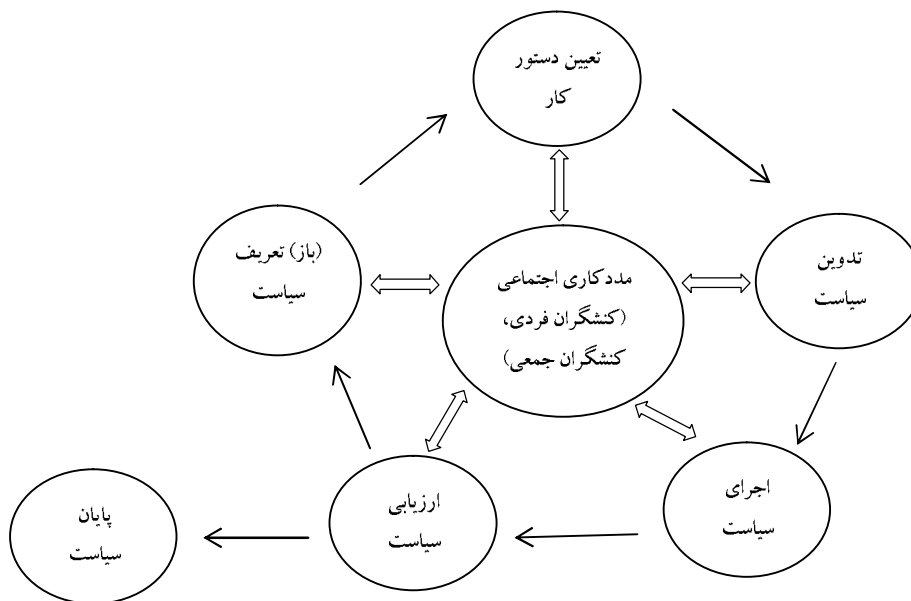 تعیین دستور
کار
(باز) تعریف
سیاست
مددکاری اجتماعی
(کنشگران فردی،
کنشگران جمعی)
تدوین
سیاست
اجرای
سیاست
ارزیابی
سیاست
پایان
سیاست